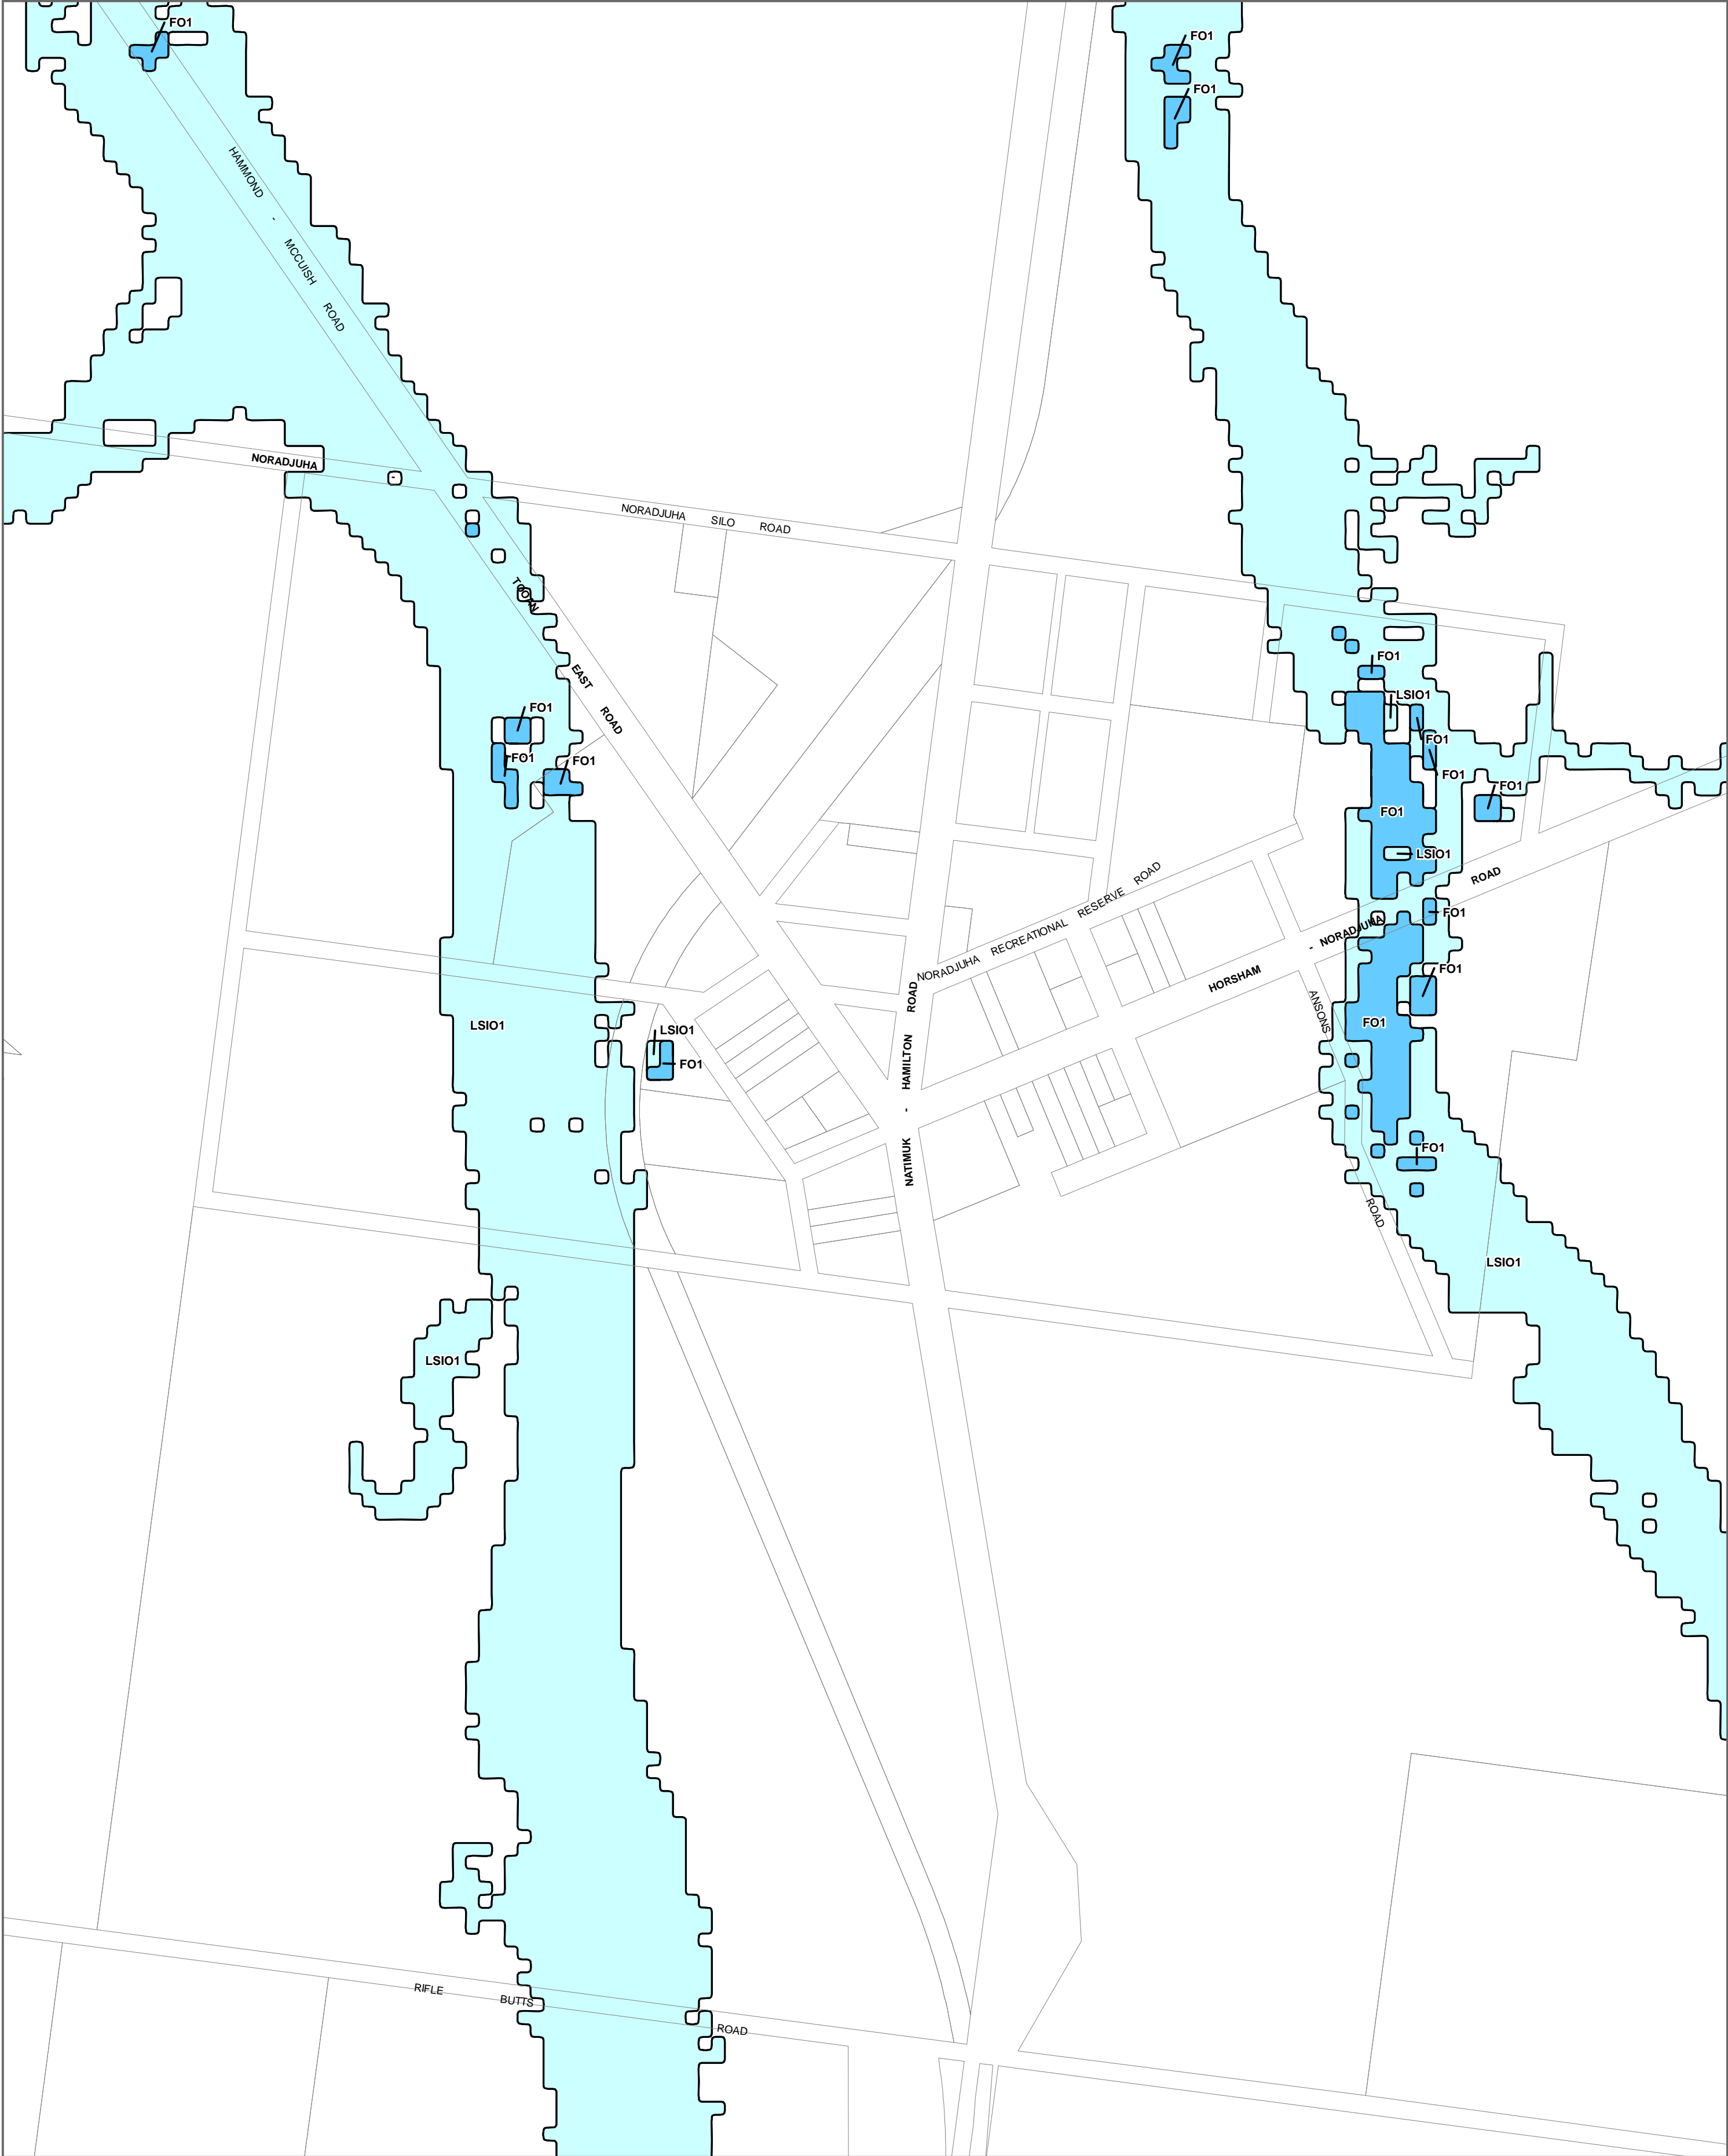 FO1
FO1
FO1
HAMMOND - MCCUISH ROAD
NORADJUHA -
TOOAN EAST ROAD
NORADJUHA SILO ROAD
FO1
LSIO1
FO1
FO1
FO1
FO1
FO1
FO1
FO1
FO1
LSIO1
NORADJUHA RECREATIONAL RESERVE ROAD
HORSHAM - NORADJUHA ROAD
FO1
FO1
ANSONS ROAD
FO1
LSIO1
LSIO1
FO1
NATIMUK - HAMILTON ROAD
FO1
LSIO1
LSIO1
RIFLE BUTTS ROAD